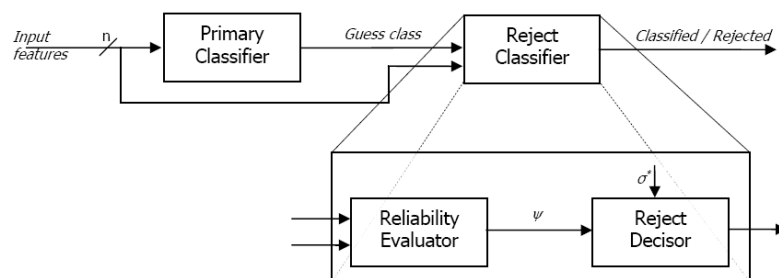 Input
features
n
Primary
Classifier
Guess class
Reject
Classifier
Classified / Rejected
Reliability
Evaluator
ψ
σ*
Reject
Decisor